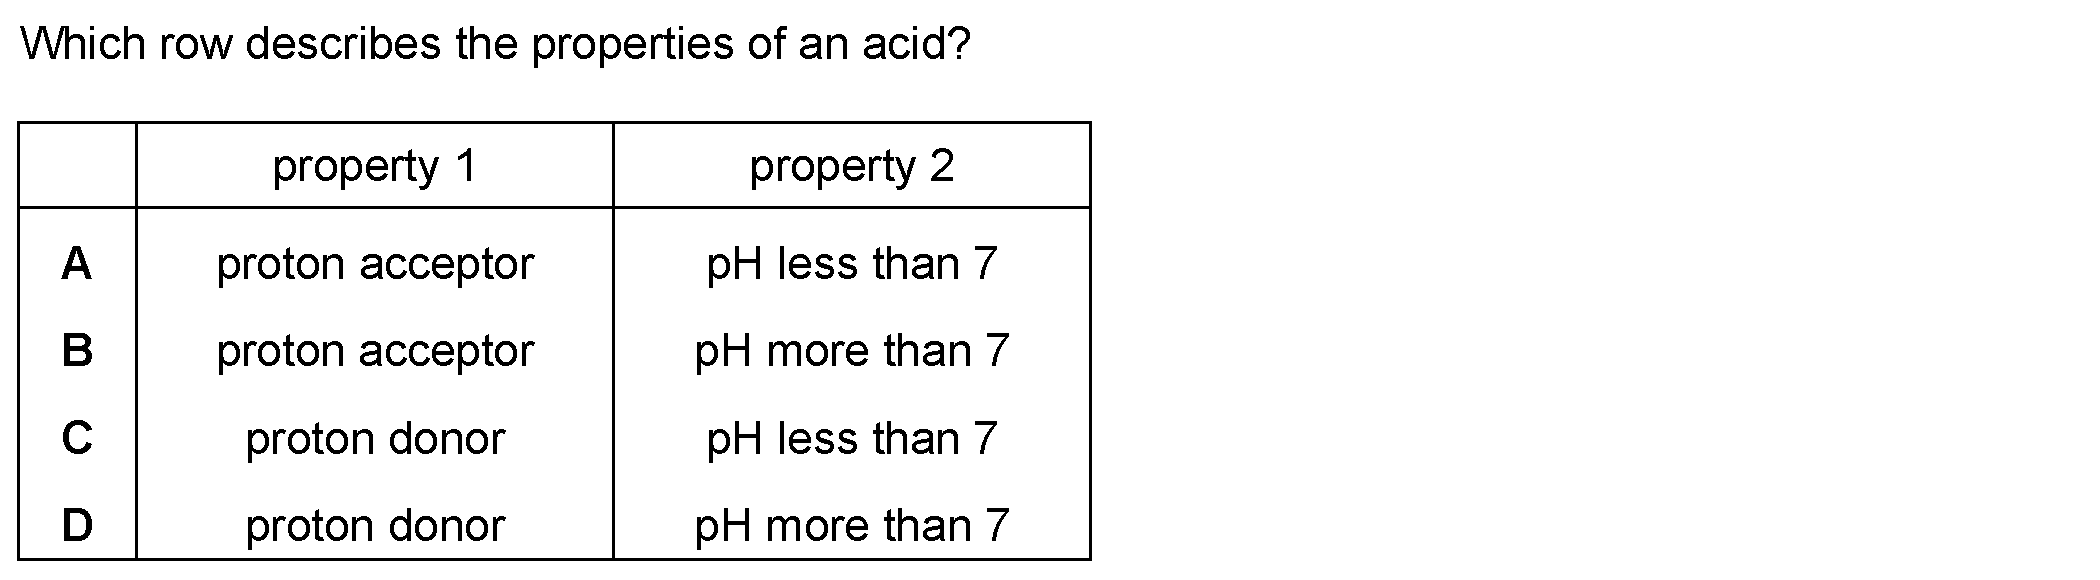 Which row describes the properties of an acid?
property 1 property 2
A proton acceptor pH less than 7
B proton acceptor pH more than 7
C proton donor pH less than 7
D proton donor pH more than 7